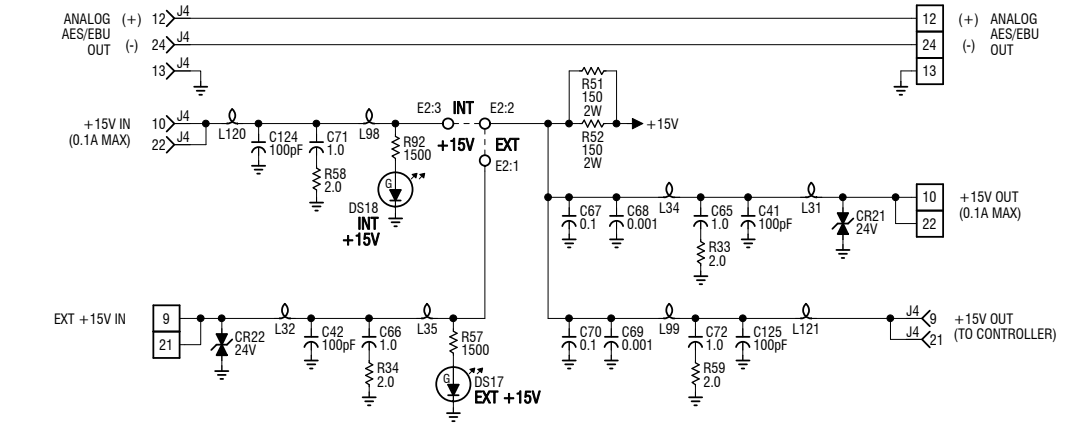 ANALOG (+) 12 J4
AES/EBU
OUT (-) 24 J4
13 J4
12 (+) ANALOG
AES/EBU
24 (-) OUT
13
+15V IN 10 J4
(0.1A MAX) 22 J4
L120
C124
100pF
C71
1.0
R58
2.0
L98
R92
1500
G
DS18
INT
+15V
E2:3 INT E2:2
+15V EXT
E2:1
R51
150
2W
R52
150
2W
+15V
C67
0.1
C68
0.001
L34
C65
1.0
R33
2.0
C41
100pF
L31
CR21
24V
10 +15V OUT
22 (0.1A MAX)
EXT +15V IN 9
21
CR22
24V
L32
C42
100pF
C66
1.0
R34
2.0
L35
R57
1500
G
DS17
EXT +15V
C70
0.1
C69
0.001
L99
C72
1.0
R59
2.0
C125
100pF
L121
J4 9 +15V OUT
J4 21 (TO CONTROLLER)